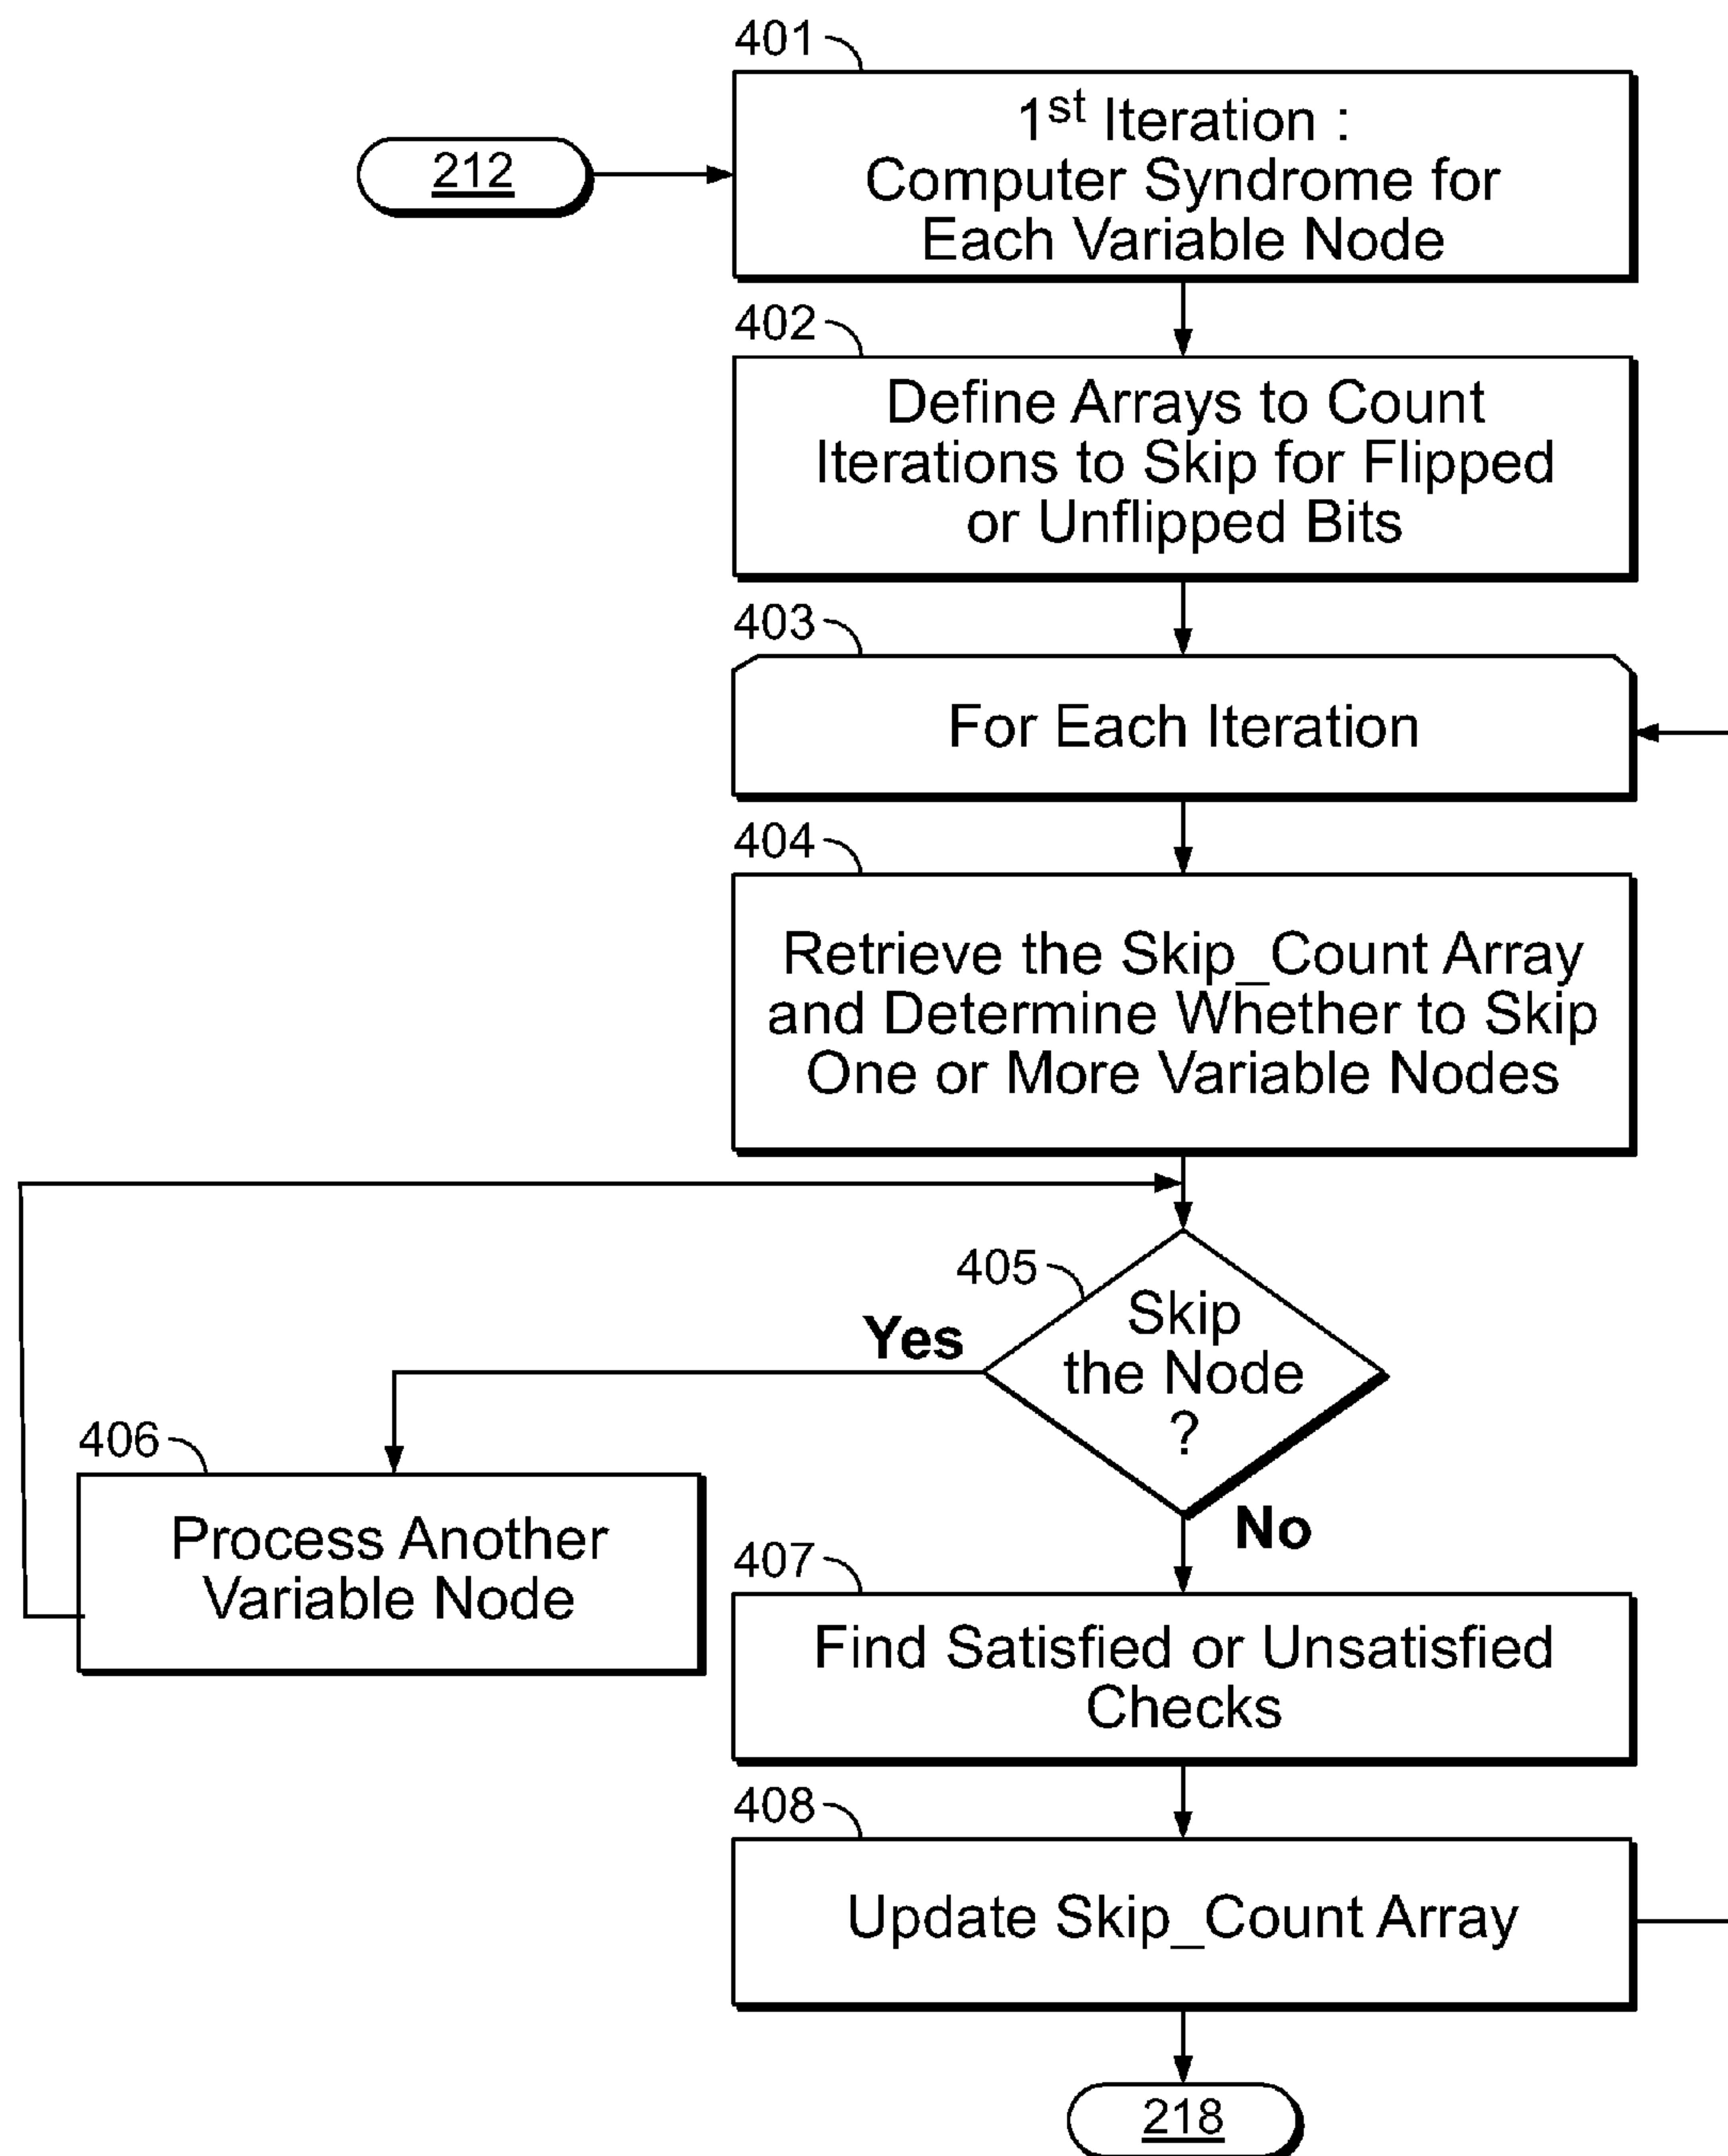 401
1st Iteration :
Computer Syndrome for
Each Variable Node
212
402
Define Arrays to Count
Iterations to Skip for Flipped
or Unflipped Bits
403
For Each Iteration
404
Retrieve the Skip_Count Array
and Determine Whether to Skip
One or More Variable Nodes
405
Skip
the Node
?
Yes
No
406
Process Another
Variable Node
407
Find Satisfied or Unsatisfied
Checks
408
Update Skip_Count Array
218